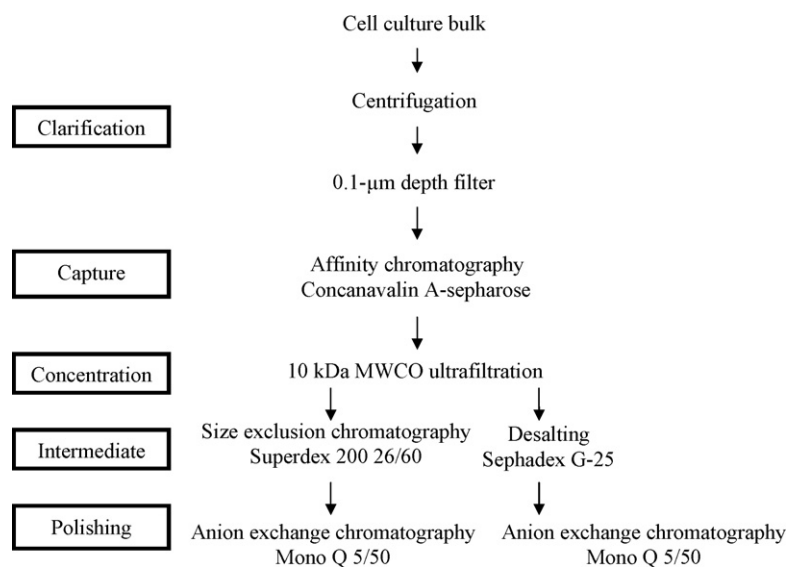 Cell culture bulk
Centrifugation
Clarification
0.1-µm depth filter
Capture
Affinity chromatography
Concanavalin A-sepharose
Concentration
10 kDa MWCO ultrafiltration
Intermediate
Size exclusion chromatography
Superdex 200 26/60
Desalting
Sephadex G-25
Polishing
Anion exchange chromatography
Mono Q 5/50
Anion exchange chromatography
Mono Q 5/50